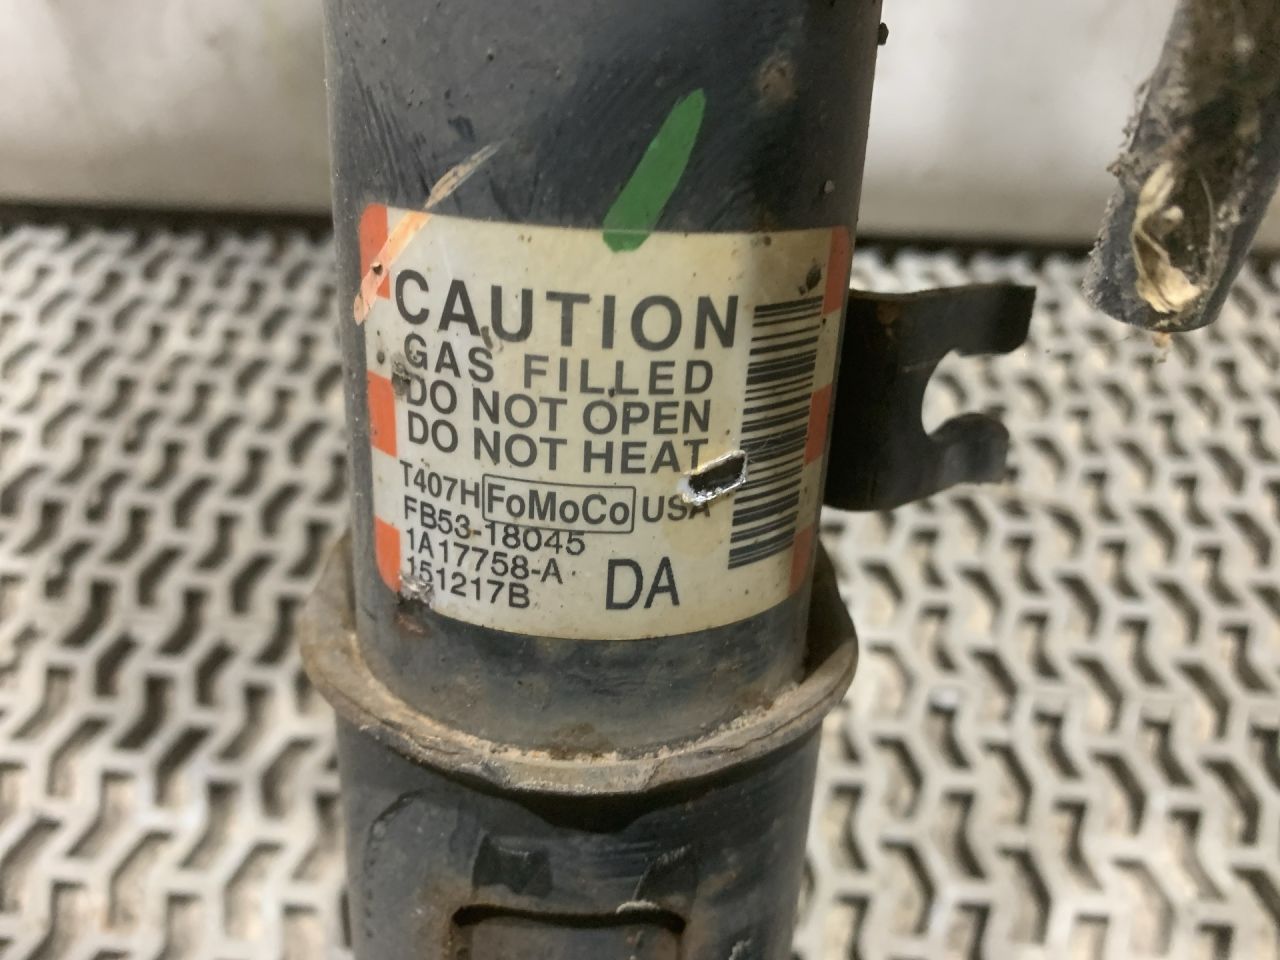 CAUTION
GAS FILLED
DO NOT OPEN
DO NOT HEAT
T407H FoMoCo USA
FB53-18045
1A17758-A
151217B DA